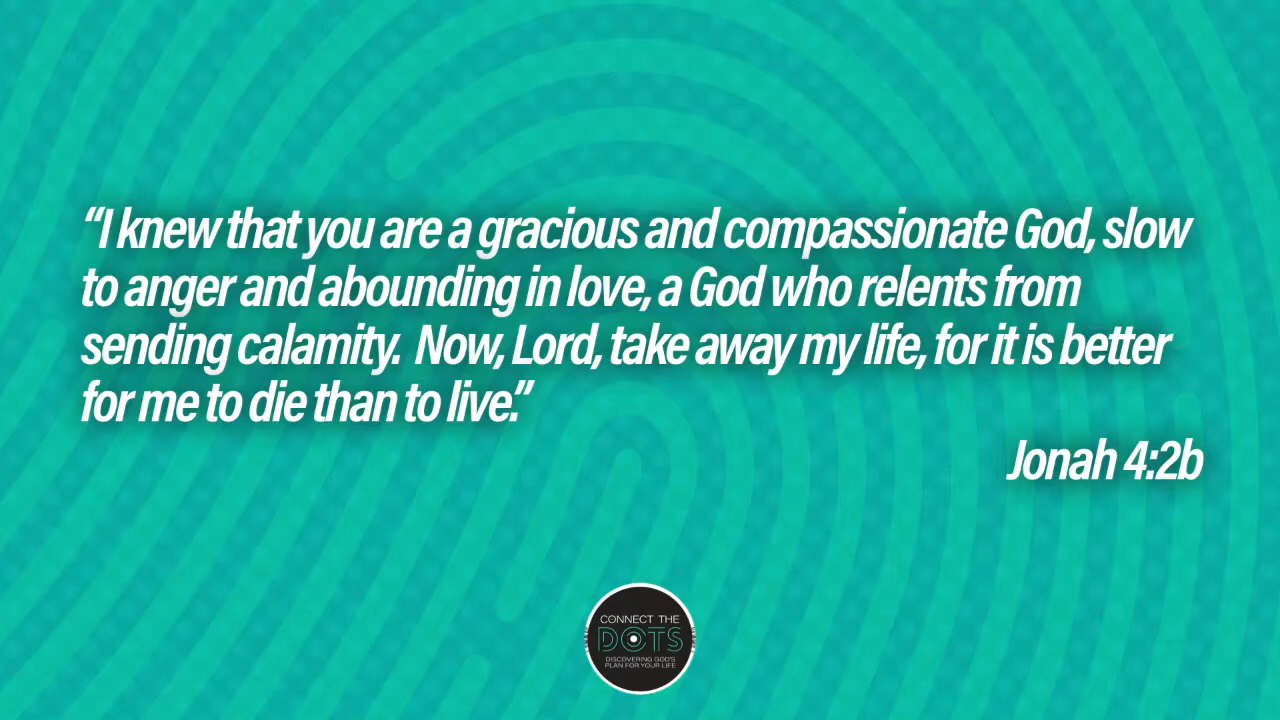 “I knew that you are a gracious and compassionate God, slow
to anger and abounding in love, a God who relents from
sending calamity.  Now, Lord, take away my life, for it is better
for me to die than to live.”
Jonah 4:2b
CONNECT THE
DOTS
DISCOVERING GOD'S
PLAN FOR YOUR LIFE